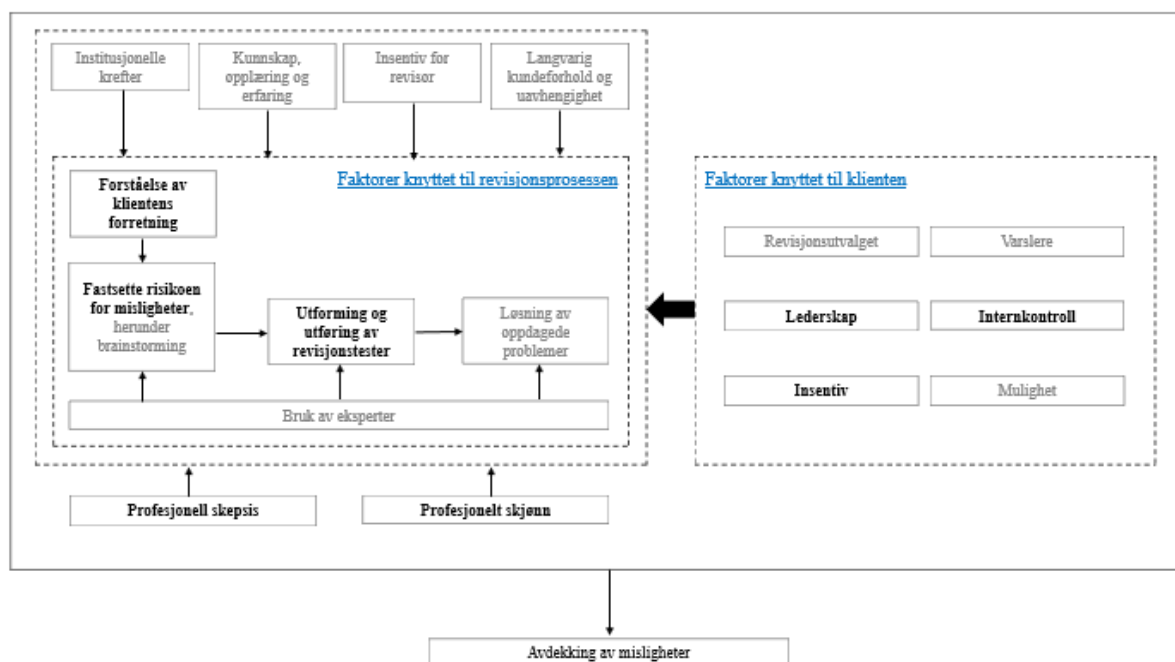 Institusjonelle
krefter
Kunnskap,
opplæring og
erfaring
Insentiv for
revisor
Langvarig
kundeforhold og
uavhengighet
Faktorer knyttet til revisjonsprosessen
Forståelse av
klientens
forretning
Fastsette risikoen
for misligheter,
herunder
brainstorming
Utforming og
utføring av
revisjonstester
Løsning av
oppdagede
problemer
Bruk av eksperter
Profesjonell skepsis
Profesjonelt skjønn
Faktorer knyttet til klienten
Revisjonsutvalget
Varslere
Lederskap
Internkontroll
Insentiv
Mulighet
Avdekking av misligheter